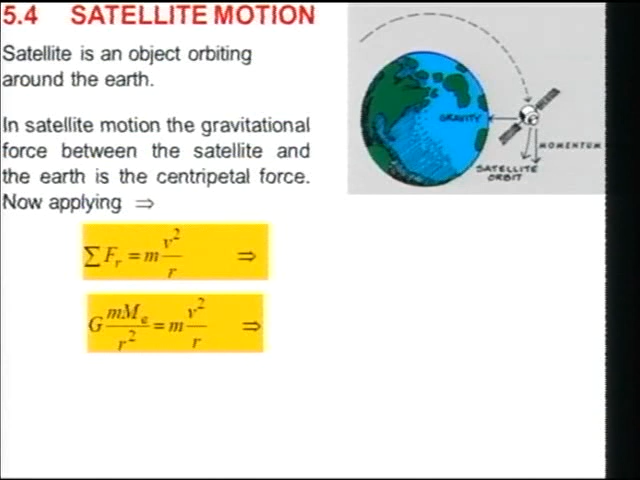 5.4 SATELLITE MOTION
Satellite is an object orbiting
around the earth.
In satellite motion the gravitational
force between the satellite and
the earth is the centripetal force.
Now applying ⇒
∑ F_r = m v²/r ⇒
G mM_e/r² = m v²/r ⇒
GRAVITY
MOMENTUM
SATELLITE
ORBIT